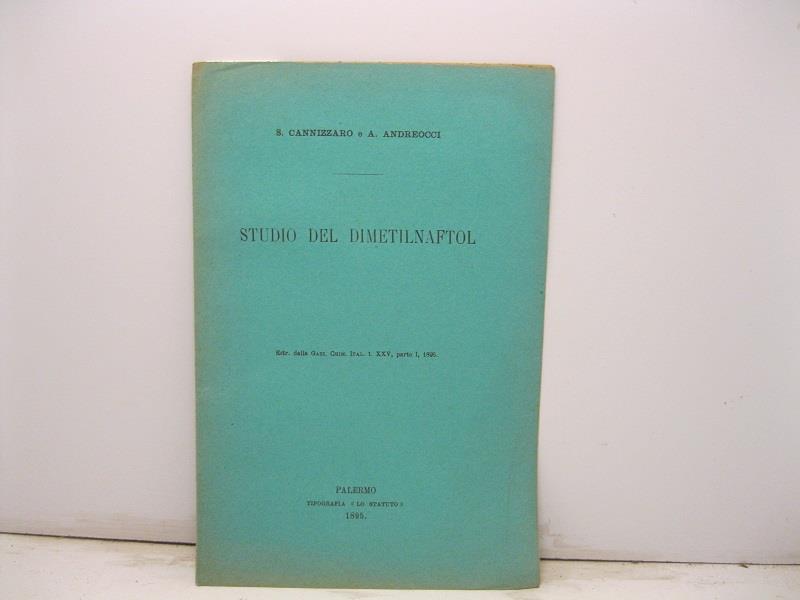 S. CANNIZZARO e A. ANDREOCCI
STUDIO DEL DIMETILNAFTOL
Estr. dalla GAZZ. CHIM. ITAL. t. XXV, parte I, 1895.
PALERMO
TIPOGRAFIA « LO STATUTO »
1895.